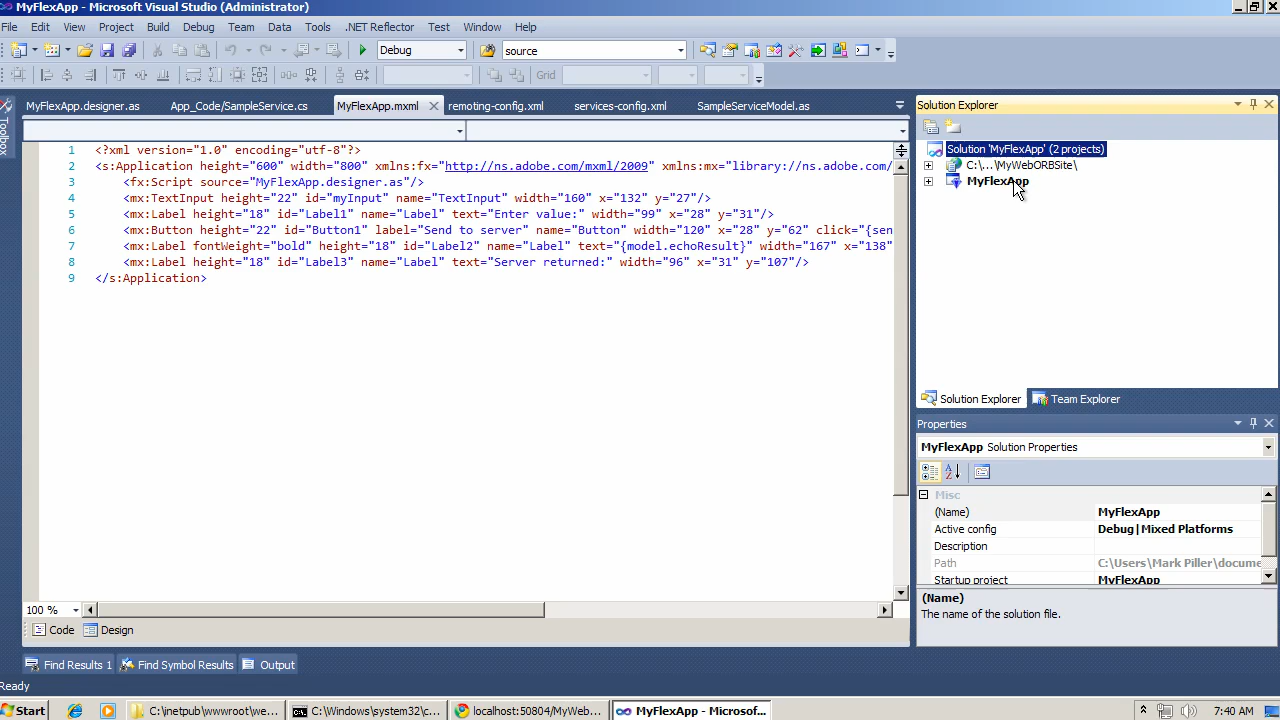 MyFlexApp - Microsoft Visual Studio (Administrator)
File Edit View Project Build Debug Team Data Tools .NET Reflector Test Window Help
Debug source
Grid
MyFlexApp.designer.as App_Code/SampleService.cs MyFlexApp.mxml remoting-config.xml services-config.xml SampleServiceModel.as
Toolbox
1 <?xml version="1.0" encoding="utf-8"?>
2 <s:Application height="600" width="800" xmlns:fx="http://ns.adobe.com/mxml/2009" xmlns:mx="library://ns.adobe.com/
3 <fx:Script source="MyFlexApp.designer.as"/>
4 <mx:TextInput height="22" id="myInput" name="TextInput" width="160" x="132" y="27"/>
5 <mx:Label height="18" id="Label1" name="Label" text="Enter value:" width="99" x="28" y="31"/>
6 <mx:Button height="22" id="Button1" label="Send to server" name="Button" width="120" x="28" y="62" click="{sen
7 <mx:Label fontWeight="bold" height="18" id="Label2" name="Label" text="{model.echoResult}" width="167" x="138"
8 <mx:Label height="18" id="Label3" name="Label" text="Server returned:" width="96" x="31" y="107"/>
9 </s:Application>
100 %
Code Design
Solution Explorer
Solution 'MyFlexApp' (2 projects)
C:\...\MyWebORBSite\
MyFlexApp
Solution Explorer Team Explorer
Properties
MyFlexApp Solution Properties
Misc
(Name) MyFlexApp
Active config Debug|Mixed Platforms
Description
Path C:\Users\Mark Piller\docume
Startup project MyFlexApp
(Name)
The name of the solution file.
Find Results 1 Find Symbol Results Output
Ready
Start C:\inetpub\wwwroot\we... C:\Windows\system32\c... localhost:50804/MyWeb... MyFlexApp - Microsof... 7:40 AM